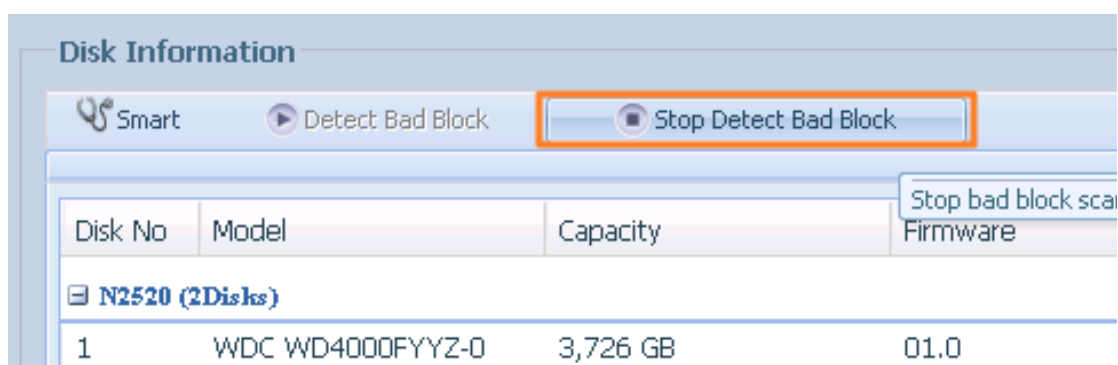 Disk Information
Smart Detect Bad Block Stop Detect Bad Block
Stop bad block
Disk No Model Capacity Firmware
N2520 (2Disks)
1 WDC WD4000FYYZ-0 3,726 GB 01.0